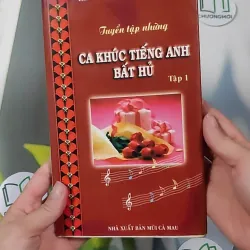 Tuyển tập những
CA KHÚC TIẾNG ANH
BẤT HỦ
Tập 1
NHÀ XUẤT BẢN MŨI CÀ MAU